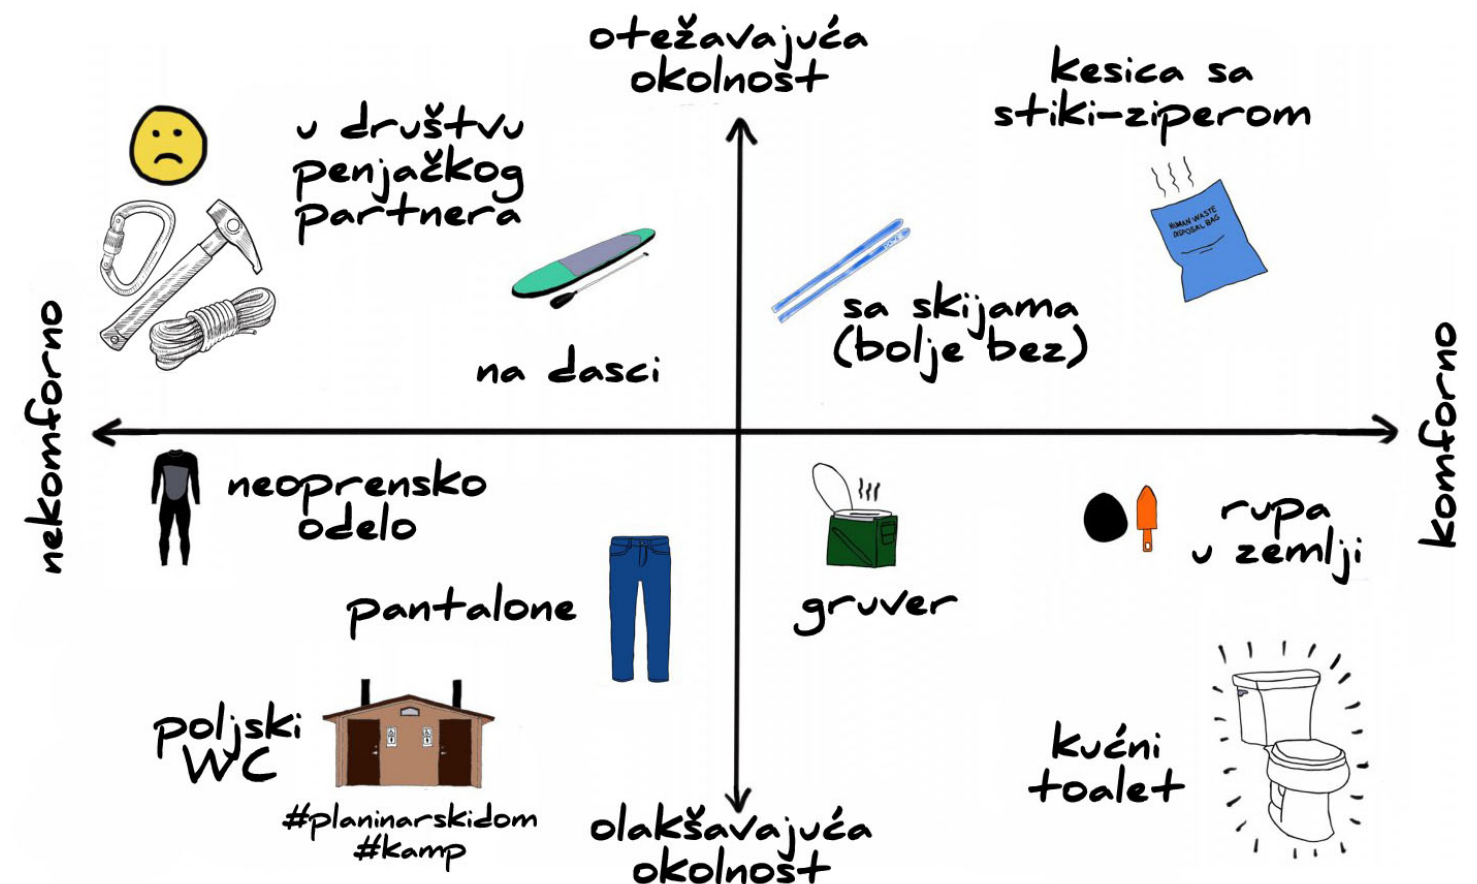 otežavajuća
okolnost
kesica sa
stiki-ziperom
u društvu
penjačkog
partnera
HUMAN WASTE
DISPOSAL BAG
sa skijama
(bolje bez)
na dasci
nekomforno
komforno
neoprensko
odelo
rupa
u zemlji
pantalone
gruver
poljski
WC
kućni
toalet
#planinarskidom
#kamp
olakšavajuća
okolnost